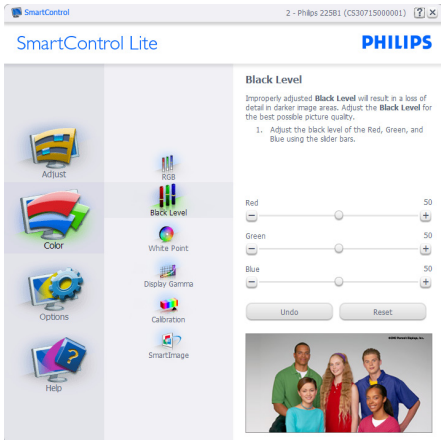 SmartControl
2 - Philips 225B1 (CS30715000001)
SmartControl Lite
PHILIPS
Adjust
Color
Options
Help
RGB
Black Level
White Point
Display Gamma
Calibration
SmartImage
Black Level
Improperly adjusted Black Level will result in a loss of
detail in darker image areas. Adjust the Black Level for
the best possible picture quality.
1. Adjust the black level of the Red, Green, and
Blue using the slider bars.
Red 50
Green 50
Blue 50
Undo
Reset